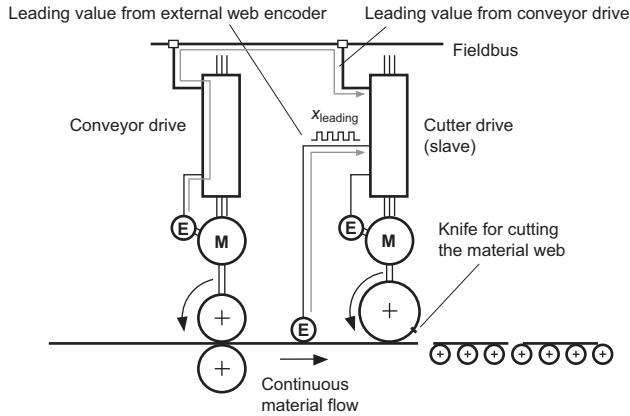 Leading value from external web encoder
Leading value from conveyor drive
Fieldbus
Conveyor drive
xleading
Cutter drive
(slave)
E
E
M
M
Knife for cutting
the material web
E
Continuous
material flow